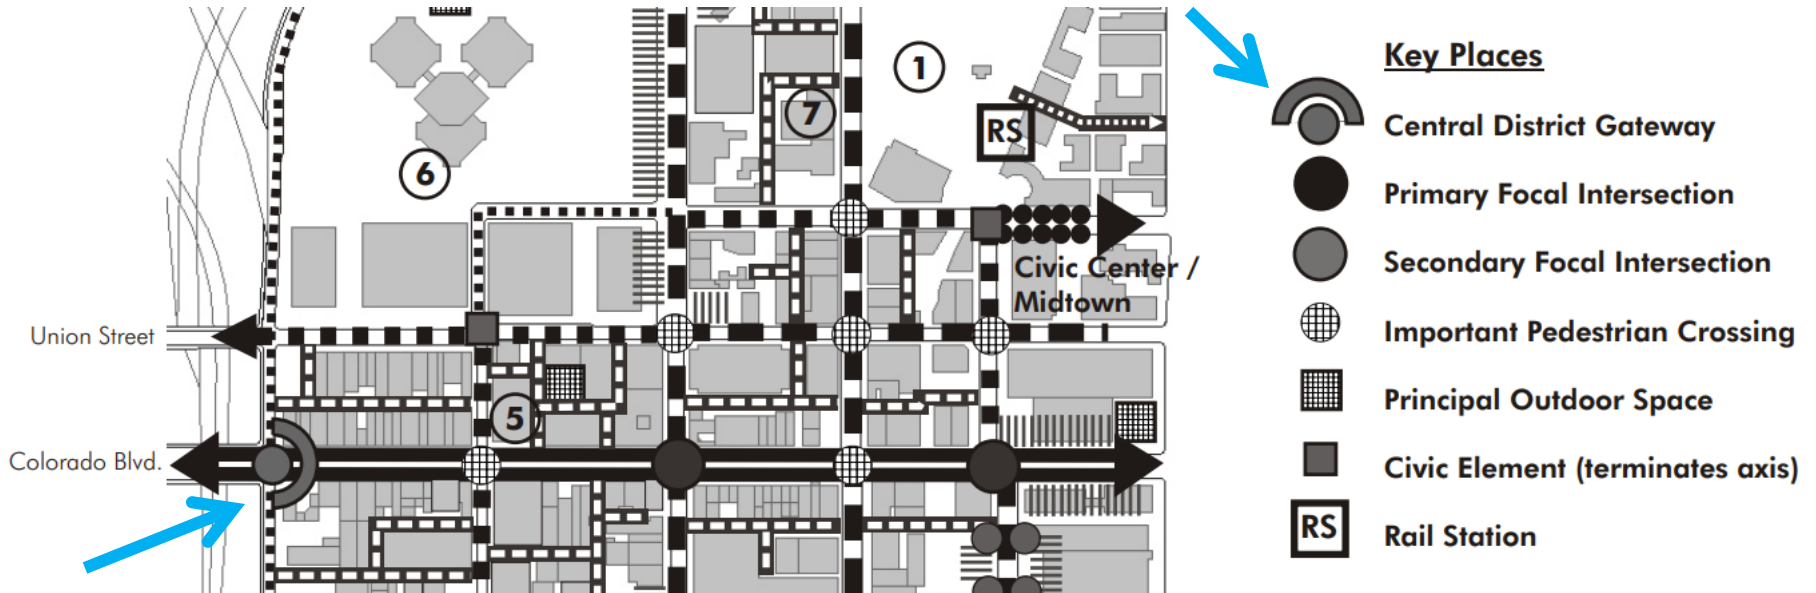 1
7
RS
6
Civic Center /
Midtown
Union Street
5
Colorado Blvd.
Key Places
Central District Gateway
Primary Focal Intersection
Secondary Focal Intersection
Important Pedestrian Crossing
Principal Outdoor Space
Civic Element (terminates axis)
RS
Rail Station